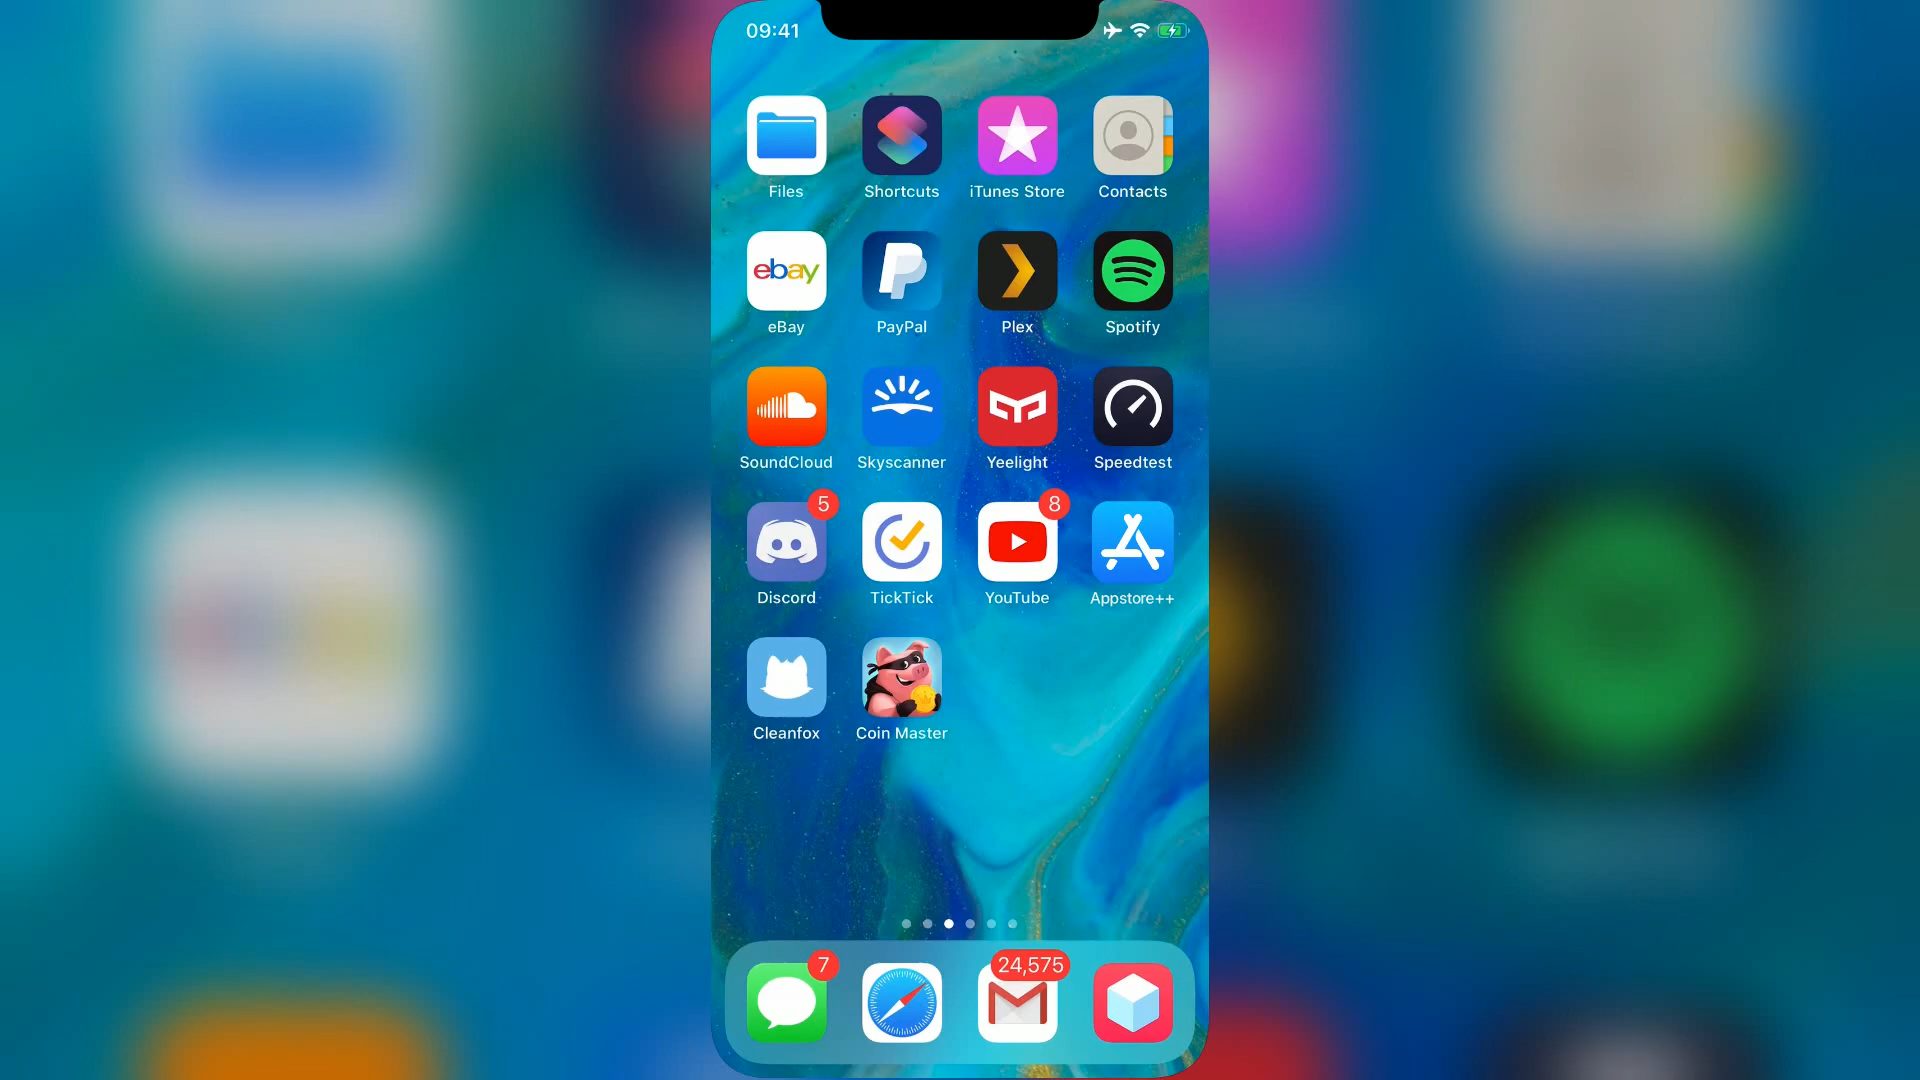 09:41
Files
Shortcuts
iTunes Store
Contacts
ebay
eBay
PayPal
Plex
Spotify
SoundCloud
Skyscanner
Yeelight
Speedtest
5
8
Discord
TickTick
YouTube
Appstore++
Cleanfox
Coin Master
7
24,575